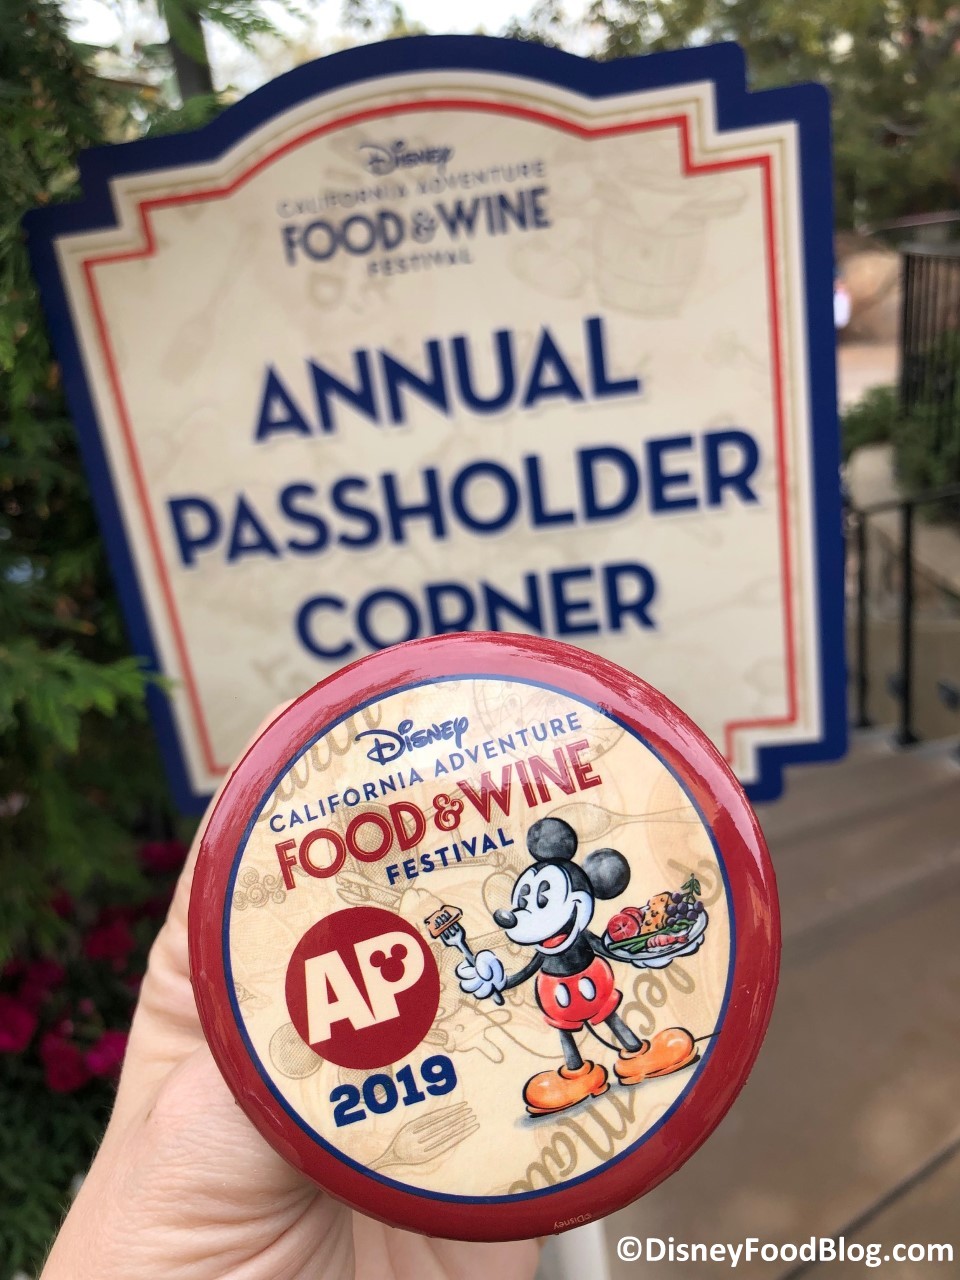 Disney
CALIFORNIA ADVENTURE
FOOD & WINE
FESTIVAL
ANNUAL
PASSHOLDER
CORNER
Disney
CALIFORNIA ADVENTURE
FOOD & WINE
FESTIVAL
AP
2019
©Disney
©DisneyFoodBlog.com